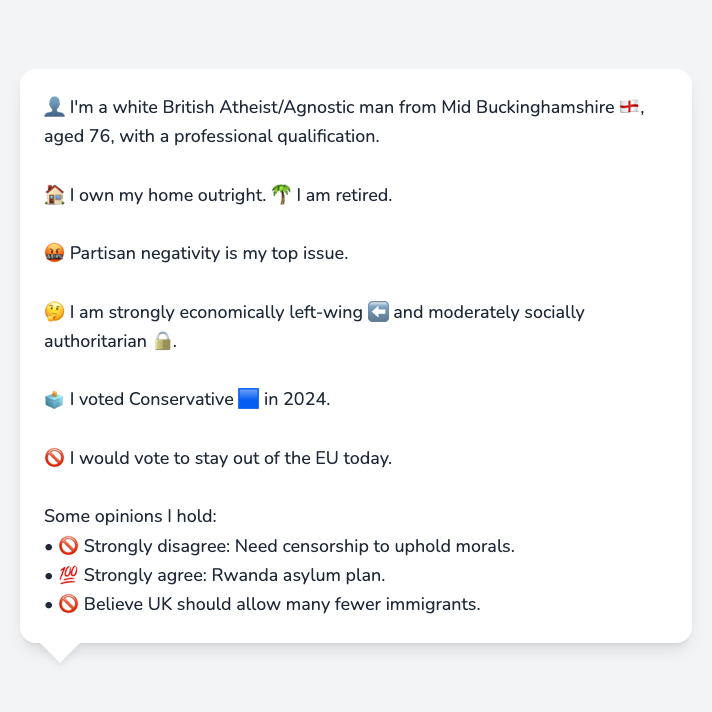 👤 I'm a white British Atheist/Agnostic man from Mid Buckinghamshire 🏴󠁧󠁢󠁥󠁮󠁧󠁿,
aged 76, with a professional qualification.
🏠 I own my home outright. 🌴 I am retired.
🤬 Partisan negativity is my top issue.
🤔 I am strongly economically left-wing ⬅️ and moderately socially
authoritarian 🔒.
🗳️ I voted Conservative 🟦 in 2024.
🚫 I would vote to stay out of the EU today.
Some opinions I hold:
• 🚫 Strongly disagree: Need censorship to uphold morals.
• 💯 Strongly agree: Rwanda asylum plan.
• 🚫 Believe UK should allow many fewer immigrants.